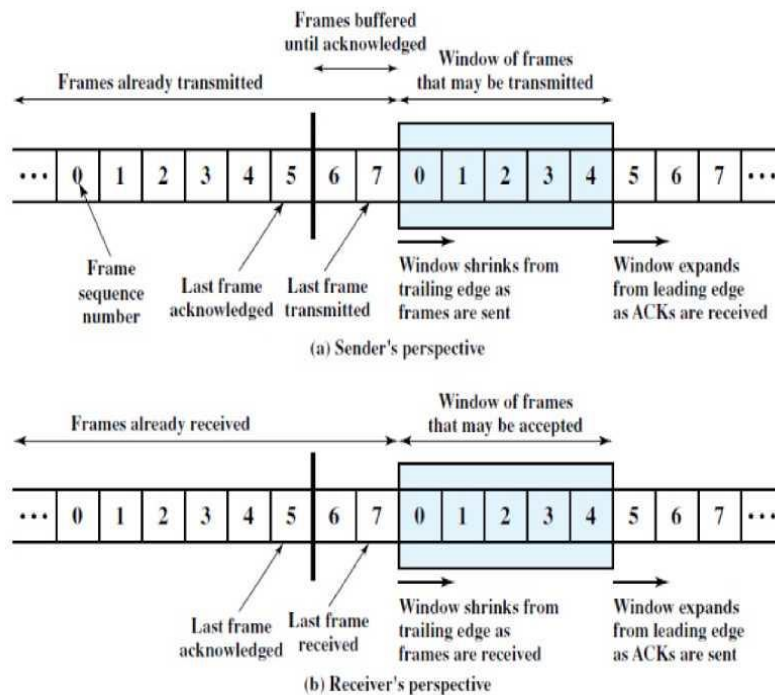 Frames buffered
until acknowledged
Window of frames
that may be transmitted
Frames already transmitted
••• 0 1 2 3 4 5 6 7 0 1 2 3 4 5 6 7 •••
Frame
sequence
number
Last frame
acknowledged
Last frame
transmitted
Window shrinks from
trailing edge as
frames are sent
Window expands
from leading edge
as ACKs are received
(a) Sender's perspective
Window of frames
that may be accepted
Frames already received
••• 0 1 2 3 4 5 6 7 0 1 2 3 4 5 6 7 •••
Last frame
acknowledged
Last frame
received
Window shrinks from
trailing edge as
frames are received
Window expands
from leading edge
as ACKs are sent
(b) Receiver's perspective